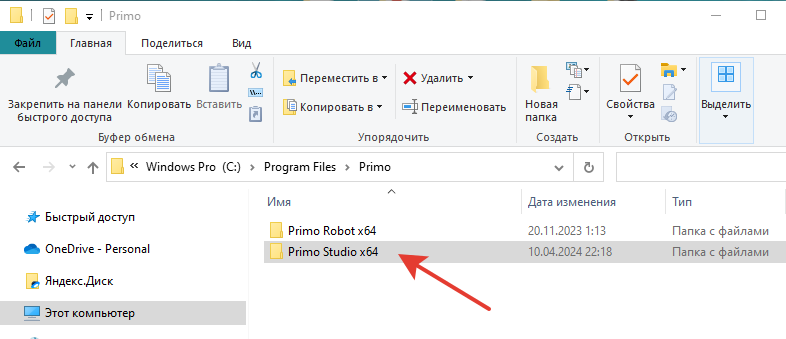 Primo
Файл Главная Поделиться Вид
Закрепить на панели быстрого доступа
Копировать
Вставить
Переместить в
Копировать в
Удалить
Переименовать
Новая папка
Свойства
Выделить
Буфер обмена Упорядочить Создать Открыть
Windows Pro (C:) Program Files Primo
Имя Дата изменения Тип
Быстрый доступ
OneDrive - Personal
Яндекс.Диск
Этот компьютер
Primo Robot x64 20.11.2023 1:13 Папка с файлами
Primo Studio x64 10.04.2024 22:18 Папка с файлами